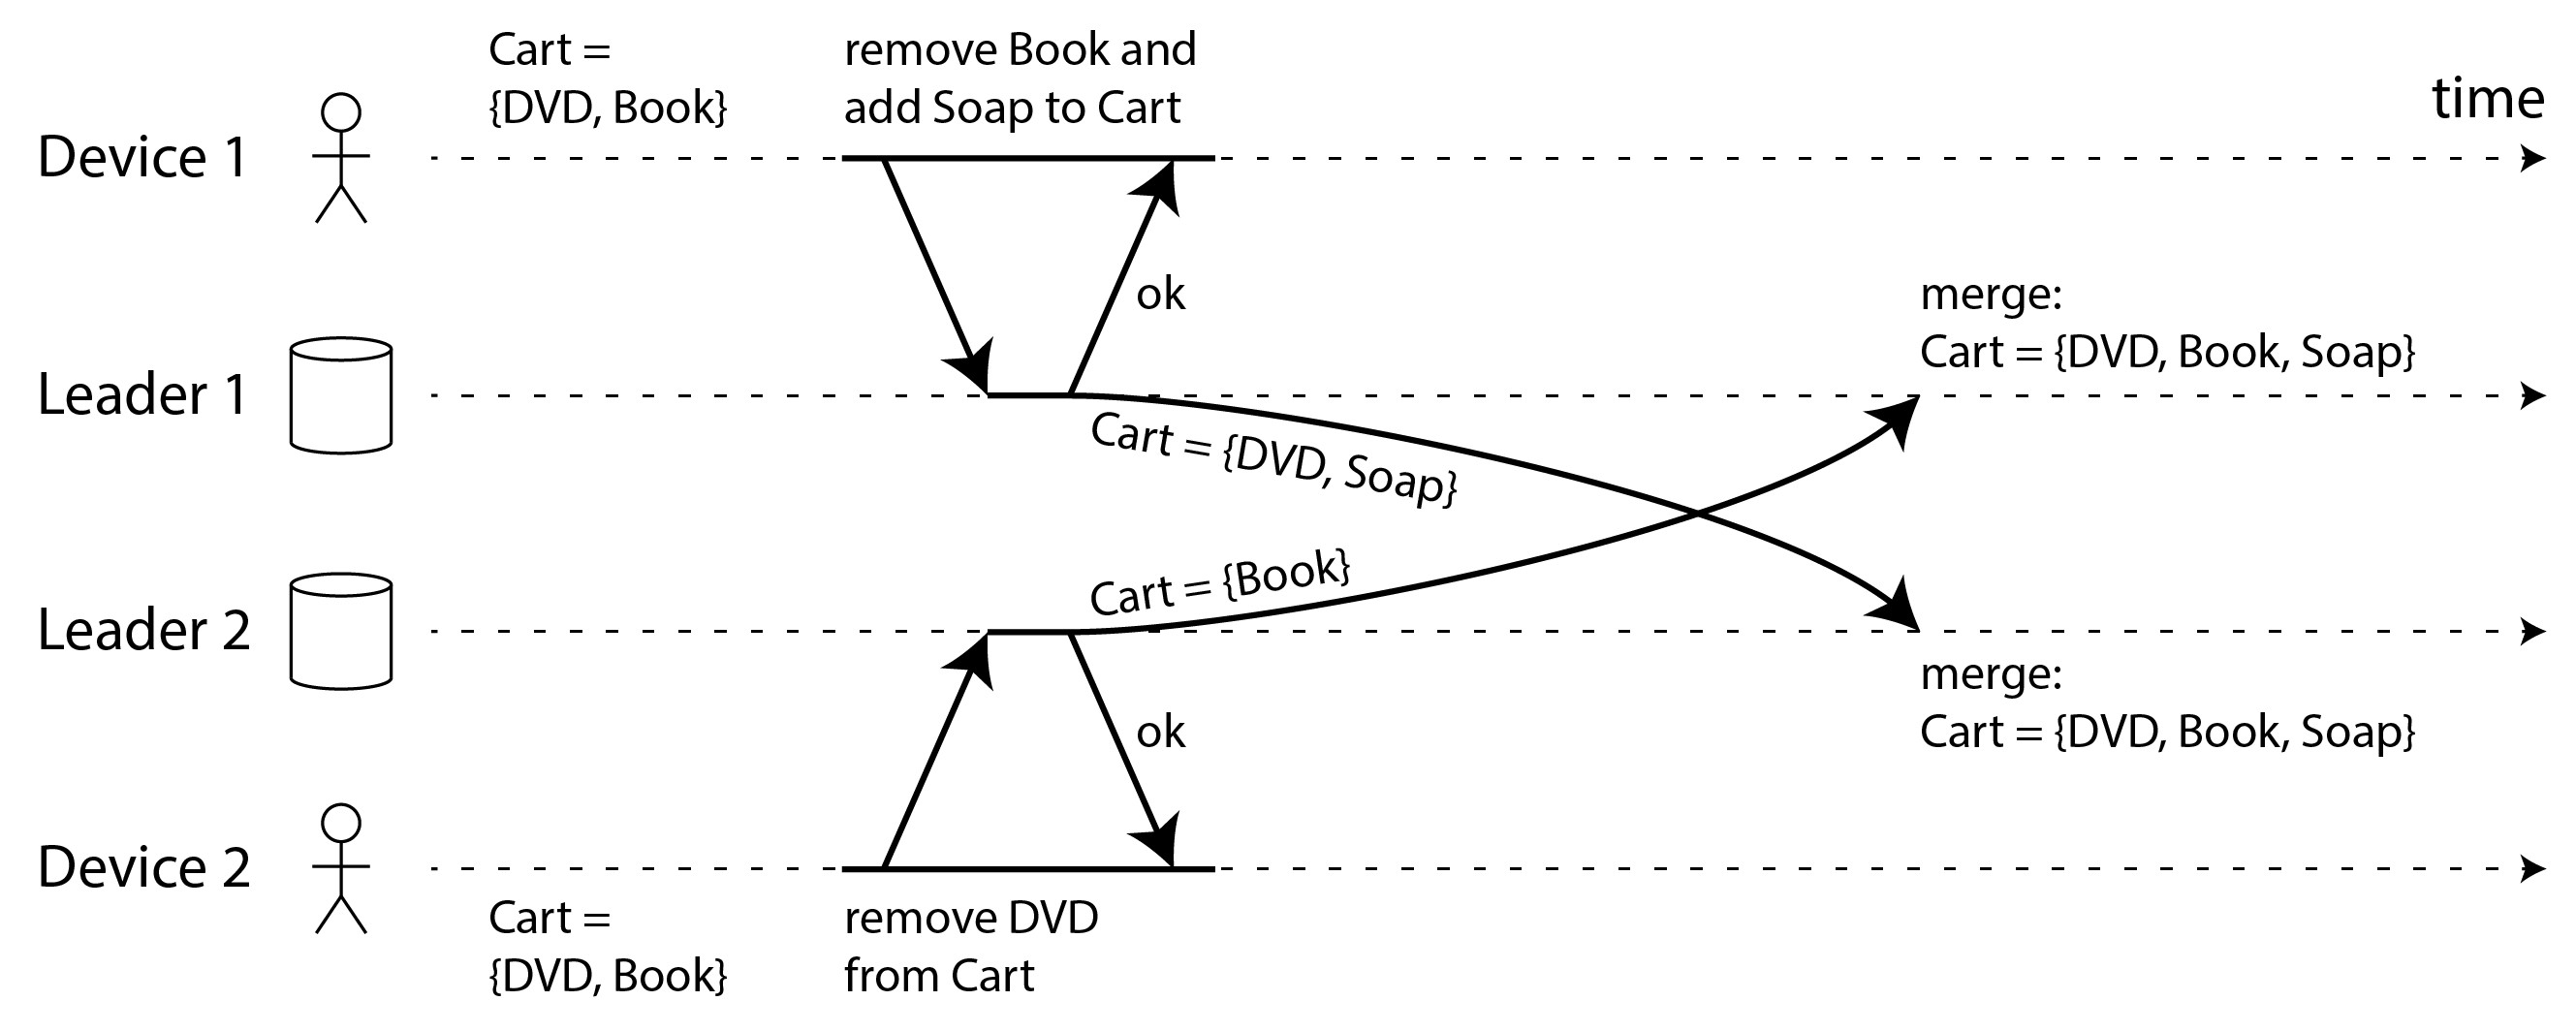 Cart =
{DVD, Book}
remove Book and
add Soap to Cart
time
Device 1
ok
merge:
Cart = {DVD, Book, Soap}
Leader 1
Cart = {DVD, Soap}
Cart = {Book}
Leader 2
merge:
Cart = {DVD, Book, Soap}
ok
Device 2
Cart =
{DVD, Book}
remove DVD
from Cart